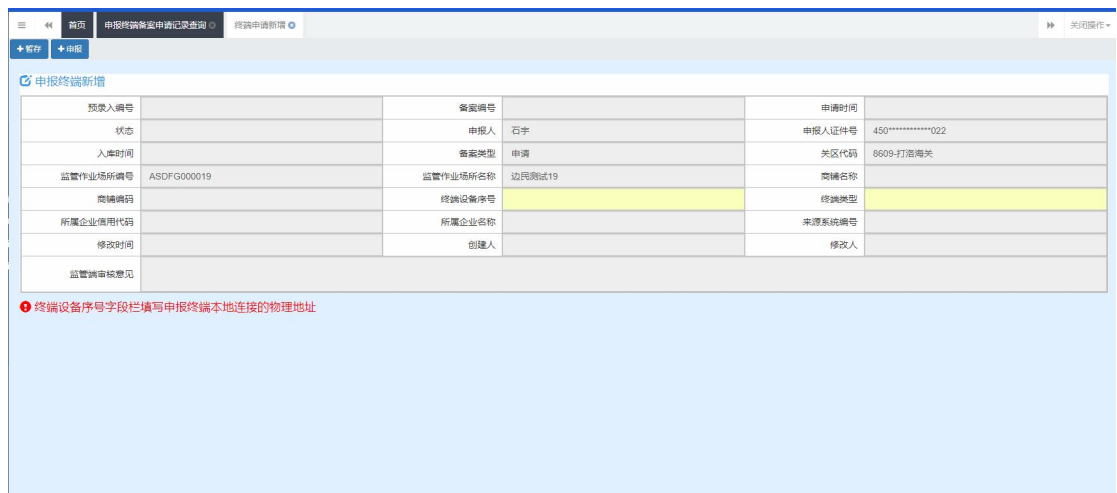 首页 申报终端备案申请记录查询 终端申请新增 关闭操作
+暂存 +申报
申报终端新增
预录入编号 备案编号 申请时间
状态 申报人 石宇 申报人证件号 450************022
入库时间 备案类型 申请 关区代码 8609-打洛海关
监管作业场所编号 ASDFG000019 监管作业场所名称 边民测试19 商铺名称
商铺编码 终端设备序号 终端类型
所属企业信用代码 所属企业名称 来源系统编号
修改时间 创建人 修改人
监管端审核意见
终端设备序号字段栏填写申报终端本地连接的物理地址